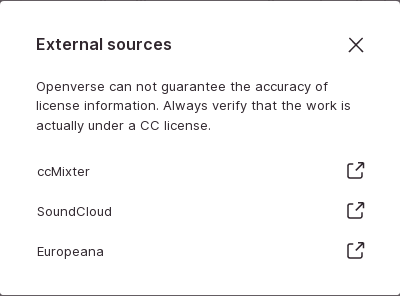 External sources
Openverse can not guarantee the accuracy of
license information. Always verify that the work is
actually under a CC license.
ccMixter
SoundCloud
Europeana